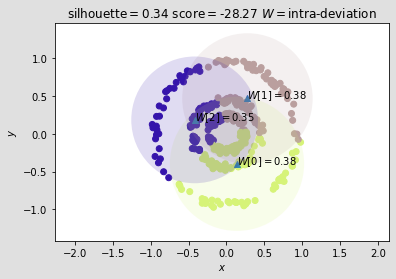 silhouette = 0.34 score = -28.27 W = intra-deviation
y
1.0
0.5
0.0
−0.5
−1.0
W[1] = 0.38
W[2] = 0.35
W[0] = 0.38
−2.0 −1.5 −1.0 −0.5 0.0 0.5 1.0 1.5 2.0
x